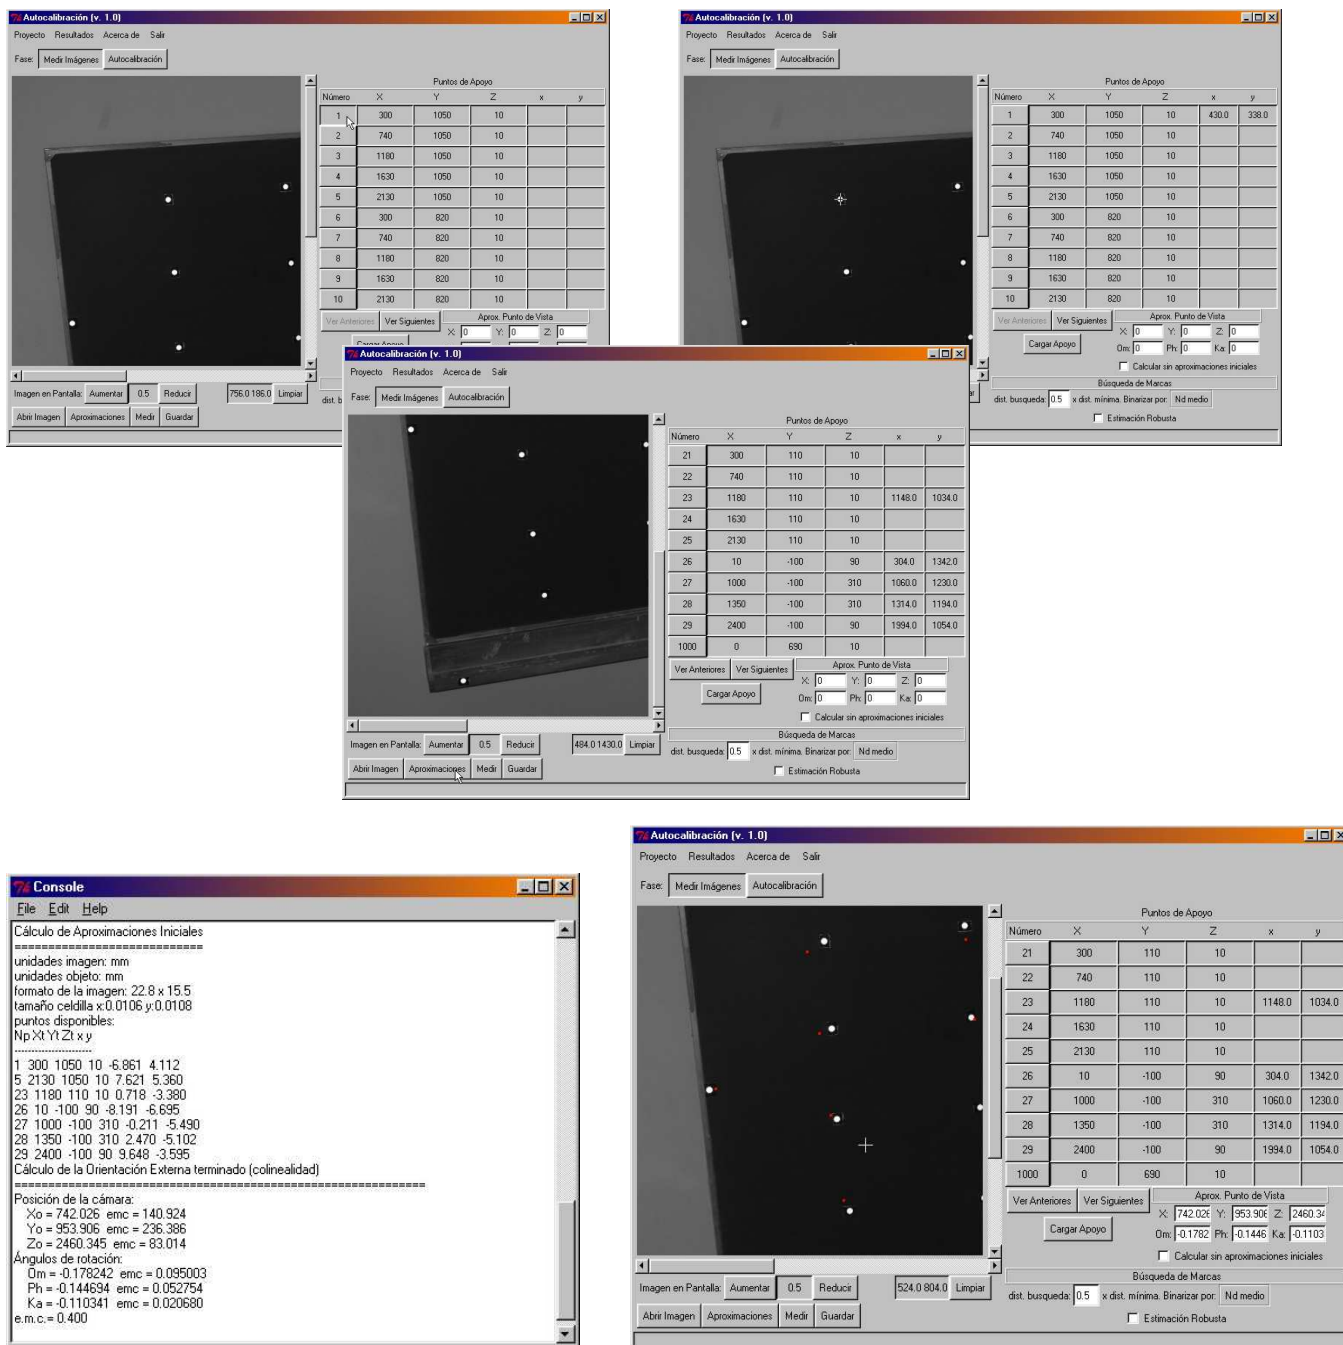 Autocalibración (v. 1.0)
Proyecto Resultados Acerca de Salir
Fase: Medir Imágenes Autocalibración
Puntos de Apoyo
Número X Y Z x y
1 300 1050 10
2 740 1050 10
3 1180 1050 10
4 1630 1050 10
5 2130 1050 10
6 300 820 10
7 740 820 10
8 1180 820 10
9 1630 820 10
10 2130 820 10
Ver Anteriores Ver Siguientes Aprox. Punto de Vista
X: 0 Y: 0 Z: 0
Cargar Apoyo
Imagen en Pantalla: Aumentar 0.5 Reducir 756.0 186.0 Limpiar
dist. b
Abrir Imagen Aproximaciones Medir Guardar
Autocalibración (v. 1.0)
Proyecto Resultados Acerca de Salir
Fase: Medir Imágenes Autocalibración
Puntos de Apoyo
Número X Y Z x y
1 300 1050 10 430.0 338.0
2 740 1050 10
3 1180 1050 10
4 1630 1050 10
5 2130 1050 10
6 300 820 10
7 740 820 10
8 1180 820 10
9 1630 820 10
10 2130 820 10
Ver Anteriores Ver Siguientes Aprox. Punto de Vista
X: 0 Y: 0 Z: 0
Cargar Apoyo Om: 0 Ph: 0 Ka: 0
Calcular sin aproximaciones iniciales
Búsqueda de Marcas
dist. busqueda: 0.5 x dist. mínima. Binarizar por: Nd medio
Estimación Robusta
Autocalibración (v. 1.0)
Proyecto Resultados Acerca de Salir
Fase: Medir Imágenes Autocalibración
Puntos de Apoyo
Número X Y Z x y
21 300 110 10
22 740 110 10
23 1180 110 10 1148.0 1034.0
24 1630 110 10
25 2130 110 10
26 10 -100 90 304.0 1342.0
27 1000 -100 310 1060.0 1230.0
28 1350 -100 310 1314.0 1194.0
29 2400 -100 90 1994.0 1054.0
1000 0 690 10
Ver Anteriores Ver Siguientes Aprox. Punto de Vista
X: 0 Y: 0 Z: 0
Cargar Apoyo Om: 0 Ph: 0 Ka: 0
Calcular sin aproximaciones iniciales
Búsqueda de Marcas
Imagen en Pantalla: Aumentar 0.5 Reducir 484.0 1430.0 Limpiar
dist. busqueda: 0.5 x dist. mínima. Binarizar por: Nd medio
Abrir Imagen Aproximaciones Medir Guardar
Estimación Robusta
Console
File Edit Help
Cálculo de Aproximaciones Iniciales
============================
unidades imagen: mm
unidades objeto: mm
formato de la imagen: 22.8 x 15.5
tamaño celdilla x:0.0106 y:0.0108
puntos disponibles:
Np Xt Yt Zt x y
----------------------
1 300 1050 10 -6.861 4.112
5 2130 1050 10 7.621 5.360
23 1180 110 10 0.718 -3.380
26 10 -100 90 -8.191 -6.695
27 1000 -100 310 -0.211 -5.490
28 1350 -100 310 2.470 -5.102
29 2400 -100 90 9.648 -3.595
Cálculo de la Orientación Externa terminado (colinealidad)
=============================================================
Posición de la cámara:
Xo = 742.026 emc = 140.924
Yo = 953.906 emc = 236.386
Zo = 2460.345 emc = 83.014
Ángulos de rotación:
Om = -0.178242 emc = 0.095003
Ph = -0.144694 emc = 0.052754
Ka = -0.110341 emc = 0.020680
e.m.c.= 0.400
Autocalibración (v. 1.0)
Proyecto Resultados Acerca de Salir
Fase: Medir Imágenes Autocalibración
Puntos de Apoyo
Número X Y Z x y
21 300 110 10
22 740 110 10
23 1180 110 10 1148.0 1034.0
24 1630 110 10
25 2130 110 10
26 10 -100 90 304.0 1342.0
27 1000 -100 310 1060.0 1230.0
28 1350 -100 310 1314.0 1194.0
29 2400 -100 90 1994.0 1054.0
1000 0 690 10
Ver Anteriores Ver Siguientes Aprox. Punto de Vista
X: 742.026 Y: 953.906 Z: 2460.34
Cargar Apoyo Om: -0.1782 Ph: -0.1446 Ka: -0.1103
Calcular sin aproximaciones iniciales
Búsqueda de Marcas
Imagen en Pantalla: Aumentar 0.5 Reducir 524.0 804.0 Limpiar
dist. busqueda: 0.5 x dist. mínima. Binarizar por: Nd medio
Abrir Imagen Aproximaciones Medir Guardar
Estimación Robusta